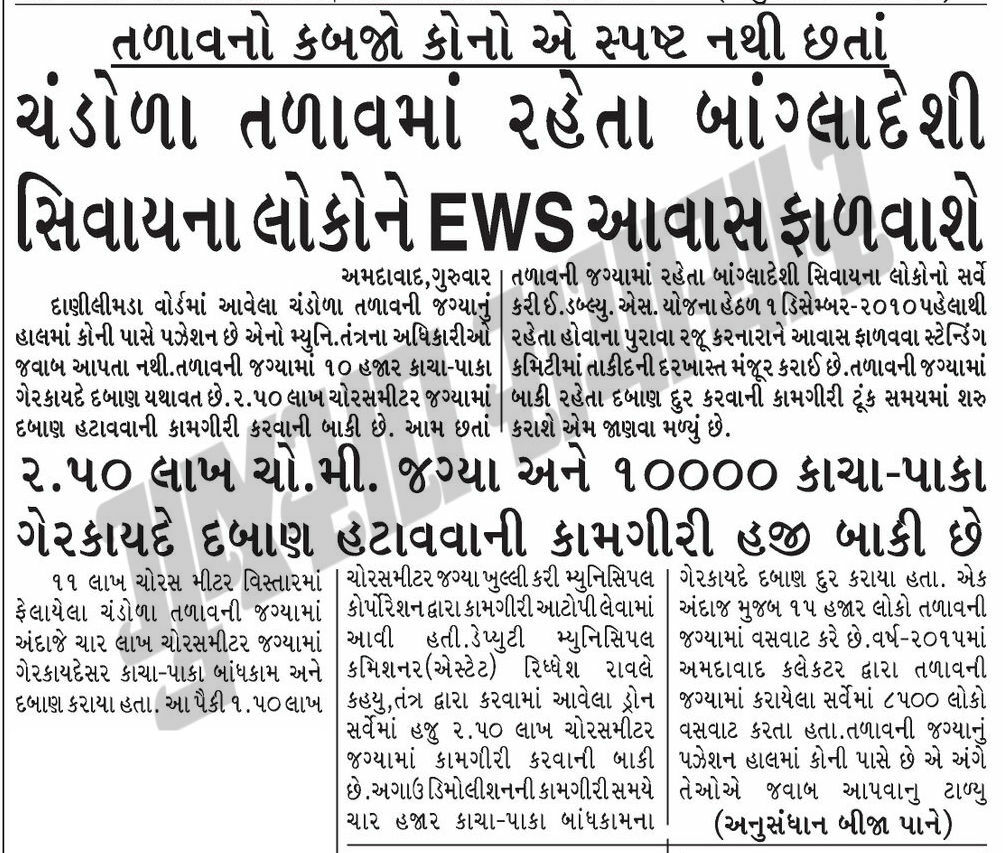 તળાવનો કબજો કોનો એ સ્પષ્ટ નથી છતાં
ચંડોળા તળાવમાં રહેતા બાંગ્લાદેશી
સિવાયના લોકોને EWS આવાસ ફાળવાશે
અમદાવાદ,ગુરુવાર
દાણીલીમડા વોર્ડમાં આવેલા ચંડોળા તળાવની જગ્યાનું
હાલમાં કોની પાસે પઝેશન છે એનો મ્યુનિ.તંત્રના અધિકારીઓ
જવાબ આપતા નથી.તળાવની જગ્યામાં ૧૦ હજાર કાચા-પાકા
ગેરકાયદે દબાણ યથાવત છે.૨.૫૦ લાખ ચોરસમીટર જગ્યામાં
દબાણ હટાવવાની કામગીરી કરવાની બાકી છે. આમ છતાં
તળાવની જગ્યામાં રહેતા બાંગ્લાદેશી સિવાયના લોકોનો સર્વે
કરી ઈ.ડબલ્યુ.એસ. યોજના હેઠળ ૧ ડિસેમ્બર-૨૦૧૦ પહેલાથી
રહેતા હોવાના પુરાવા રજૂ કરનારાને આવાસ ફાળવવા સ્ટેન્ડિંગ
કમિટીમાં તાકીદની દરખાસ્ત મંજૂર કરાઈ છે.તળાવની જગ્યામાં
બાકી રહેતા દબાણ દુર કરવાની કામગીરી ટૂંક સમયમાં શરુ
કરાશે એમ જાણવા મળ્યું છે.
૨.૫૦ લાખ ચો.મી. જગ્યા અને ૧૦૦૦૦ કાચા-પાકા
ગેરકાયદે દબાણ હટાવવાની કામગીરી હજી બાકી છે
૧૧ લાખ ચોરસ મીટર વિસ્તારમાં
ફેલાયેલા ચંડોળા તળાવની જગ્યામાં
અંદાજે ચાર લાખ ચોરસમીટર જગ્યામાં
ગેરકાયદેસર કાચા-પાકા બાંધકામ અને
દબાણ કરાયા હતા. આ પૈકી ૧.૫૦ લાખ
ચોરસમીટર જગ્યા ખુલ્લી કરી મ્યુનિસિપલ
કોર્પોરેશન દ્વારા કામગીરી આટોપી લેવામાં
આવી હતી.ડેપ્યુટી મ્યુનિસિપલ
કમિશનર(એસ્ટેટ) રિધ્ધેશ રાવલે
કહયુ,તંત્ર દ્વારા કરવામાં આવેલા ડ્રોન
સર્વેમાં હજુ ૨.૫૦ લાખ ચોરસમીટર
જગ્યામાં કામગીરી કરવાની બાકી
છે.અગાઉ ડિમોલીશનની કામગીરી સમયે
ચાર હજાર કાચા-પાકા બાંધકામના
ગેરકાયદે દબાણ દુર કરાયા હતા. એક
અંદાજ મુજબ ૧૫ હજાર લોકો તળાવની
જગ્યામાં વસવાટ કરે છે.વર્ષ-૨૦૧૫માં
અમદાવાદ કલેકટર દ્વારા તળાવની
જગ્યામાં કરાયેલા સર્વેમાં ૮૫૦૦ લોકો
વસવાટ કરતા હતા.તળાવની જગ્યાનું
પઝેશન હાલમાં કોની પાસે છે એ અંગે
તેઓએ જવાબ આપવાનુ ટાળ્યુ
(અનુસંધાન બીજા પાને)
ગુજરાત સમાચાર